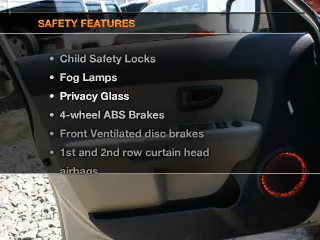 SAFETY FEATURES
• Child Safety Locks
• Fog Lamps
• Privacy Glass
• 4-wheel ABS Brakes
• Front Ventilated disc brakes
• 1st and 2nd row curtain head
airbags